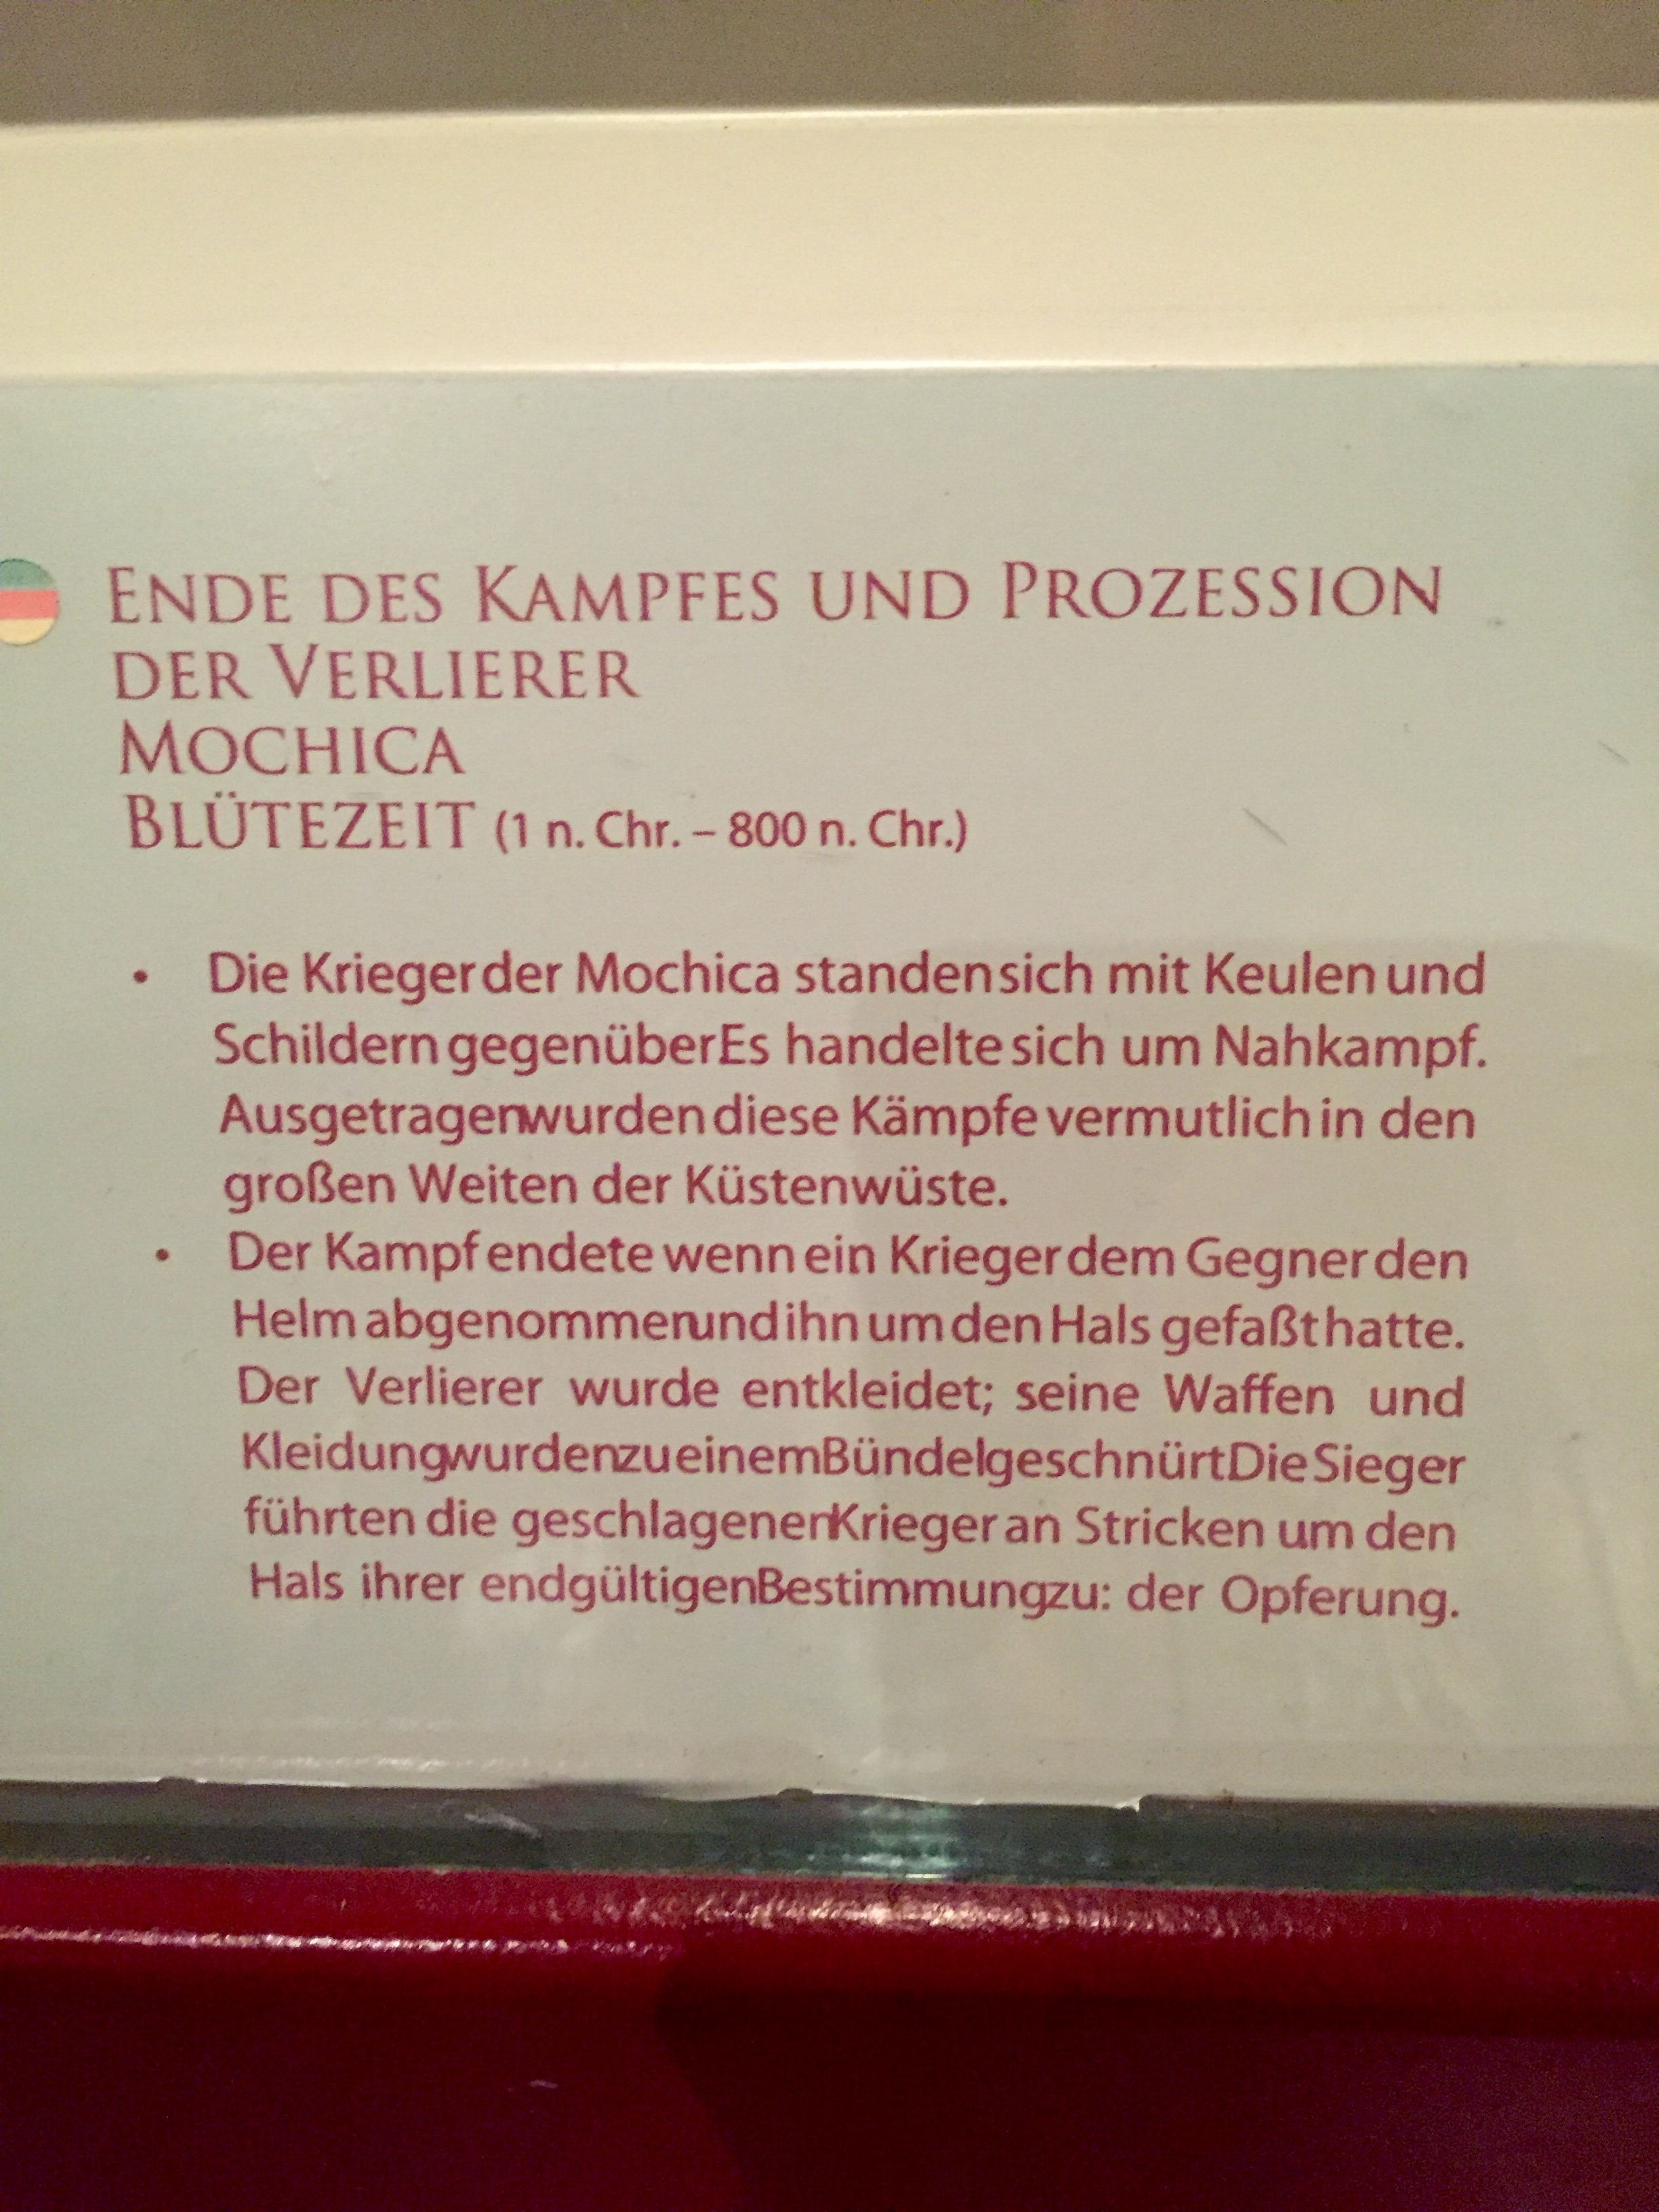 ENDE DES KAMPFES UND PROZESSION
DER VERLIERER
MOCHICA
BLÜTEZEIT (1 n. Chr. – 800 n. Chr.)
• Die Krieger der Mochica standen sich mit Keulen und
Schildern gegenüberEs handelte sich um Nahkampf.
Ausgetragenwurden diese Kämpfe vermutlich in den
großen Weiten der Küstenwüste.
• Der Kampf endete wenn ein Krieger dem Gegner den
Helm abgenommenund ihn um den Hals gefaßt hatte.
Der Verlierer wurde entkleidet; seine Waffen und
KleidungwurdenzueinemBündelgeschnürtDie Sieger
führten die geschlagenenKrieger an Stricken um den
Hals ihrer endgültigenBestimmungzu: der Opferung.